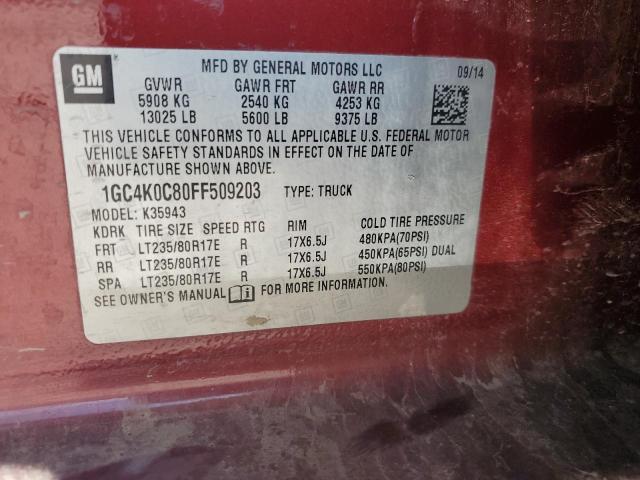 GM
MFD BY GENERAL MOTORS LLC 09/14
GVWR GAWR FRT GAWR RR
5908 KG 2540 KG 4253 KG
13025 LB 5600 LB 9375 LB
THIS VEHICLE CONFORMS TO ALL APPLICABLE U.S. FEDERAL MOTOR
VEHICLE SAFETY STANDARDS IN EFFECT ON THE DATE OF
MANUFACTURE SHOWN ABOVE.
1GC4K0C80FF509203 TYPE: TRUCK
MODEL: K35943
KDRK TIRE SIZE SPEED RTG RIM COLD TIRE PRESSURE
FRT LT235/80R17E R 17X6.5J 480KPA(70PSI)
RR LT235/80R17E R 17X6.5J 450KPA(65PSI) DUAL
SPA LT235/80R17E R 17X6.5J 550KPA(80PSI)
SEE OWNER'S MANUAL i FOR MORE INFORMATION.